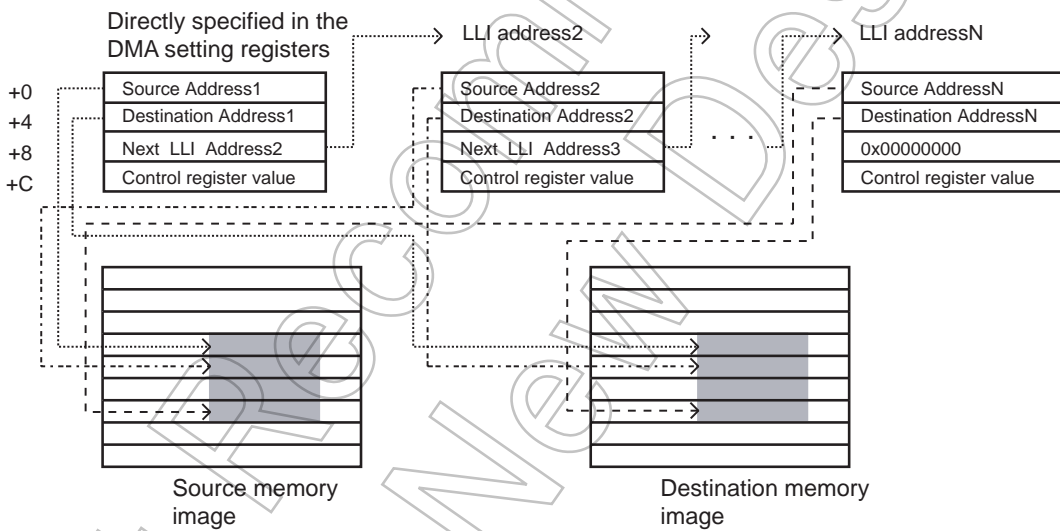 Directly specified in the
DMA setting registers
LLI address2
LLI addressN
+0
+4
+8
+C
Source Address1
Destination Address1
Next LLI Address2
Control register value
Source Address2
Destination Address2
Next LLI Address3
Control register value
. . .
Source AddressN
Destination AddressN
0x00000000
Control register value
Source memory
image
Destination memory
image